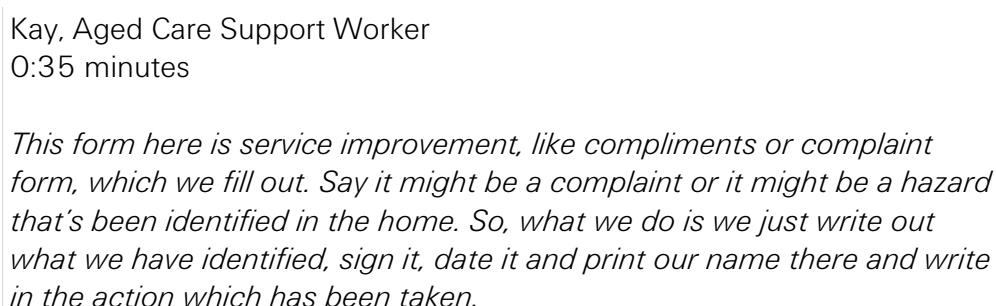 Kay, Aged Care Support Worker
0:35 minutes
This form here is service improvement, like compliments or complaint
form, which we fill out. Say it might be a complaint or it might be a hazard
that's been identified in the home. So, what we do is we just write out
what we have identified, sign it, date it and print our name there and write
in the action which has been taken.